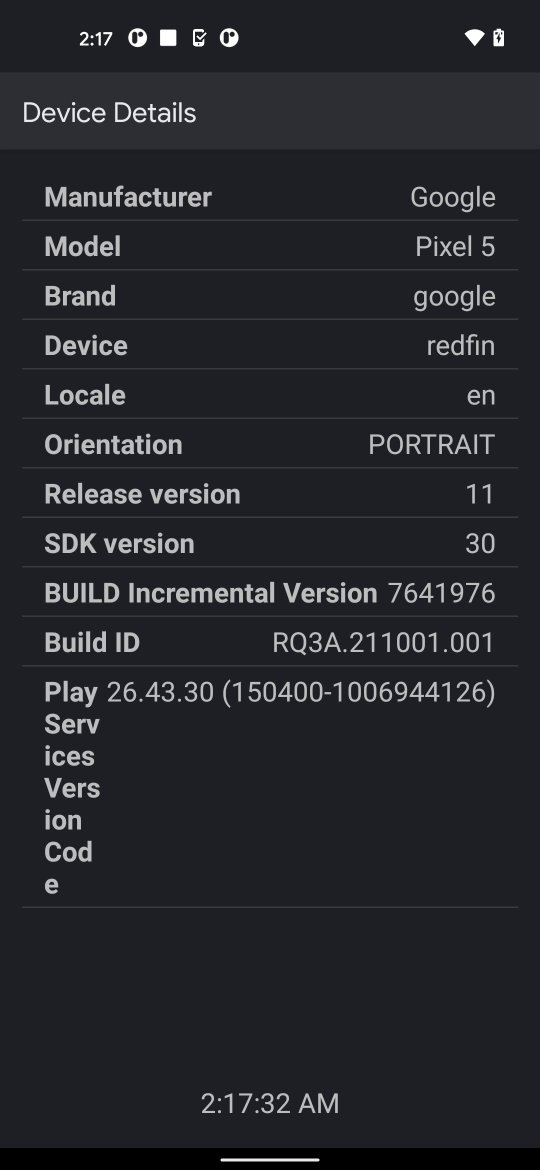 2:17
Device Details
Manufacturer Google
Model Pixel 5
Brand google
Device redfin
Locale en
Orientation PORTRAIT
Release version 11
SDK version 30
BUILD Incremental Version 7641976
Build ID RQ3A.211001.001
Play 26.43.30 (150400-1006944126)
Serv
ices
Vers
ion
Cod
e
2:17:32 AM